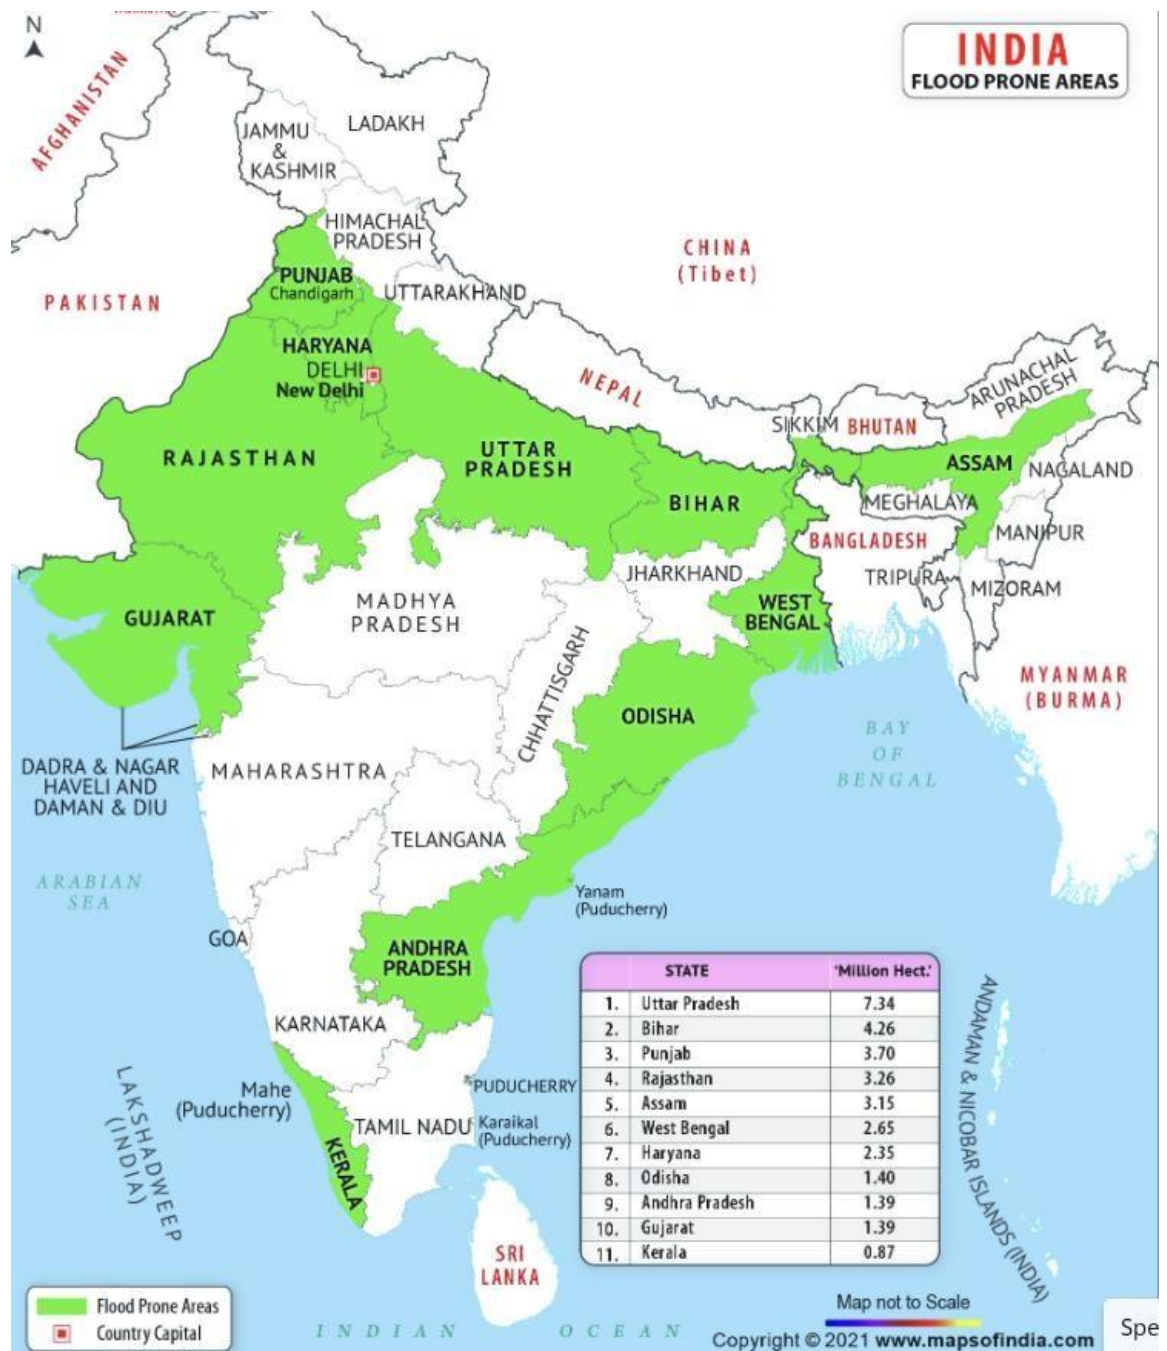 N
INDIA
FLOOD PRONE AREAS
AFGHANISTAN
LADAKH
JAMMU
&
KASHMIR
HIMACHAL
PRADESH
CHINA
(Tibet)
PUNJAB
Chandigarh
UTTARAKHAND
PAKISTAN
HARYANA
DELHI
New Delhi
NEPAL
ARUNACHAL
PRADESH
SIKKIM
BHUTAN
RAJASTHAN
UTTAR
PRADESH
ASSAM
NAGALAND
BIHAR
MEGHALAYA
MANIPUR
BANGLADESH
JHARKHAND
TRIPURA
MIZORAM
GUJARAT
MADHYA
PRADESH
WEST
BENGAL
CHHATTISGARH
MYANMAR
(BURMA)
ODISHA
BAY
OF
BENGAL
DADRA & NAGAR
HAVELI AND
DAMAN & DIU
MAHARASHTRA
TELANGANA
ARABIAN
SEA
Yanam
(Puducherry)
GOA
ANDHRA
PRADESH
KARNATAKA
Mahe
(Puducherry)
PUDUCHERRY
TAMIL NADU
Karaikal
(Puducherry)
KERALA
LAKSHADWEEP
(INDIA)
ANDAMAN & NICOBAR ISLANDS (INDIA)
SRI
LANKA
STATE 'Million Hect.'
1. Uttar Pradesh 7.34
2. Bihar 4.26
3. Punjab 3.70
4. Rajasthan 3.26
5. Assam 3.15
6. West Bengal 2.65
7. Haryana 2.35
8. Odisha 1.40
9. Andhra Pradesh 1.39
10. Gujarat 1.39
11. Kerala 0.87
Flood Prone Areas
Country Capital
INDIAN OCEAN
Map not to Scale
Copyright © 2021 www.mapsofindia.com
Spe